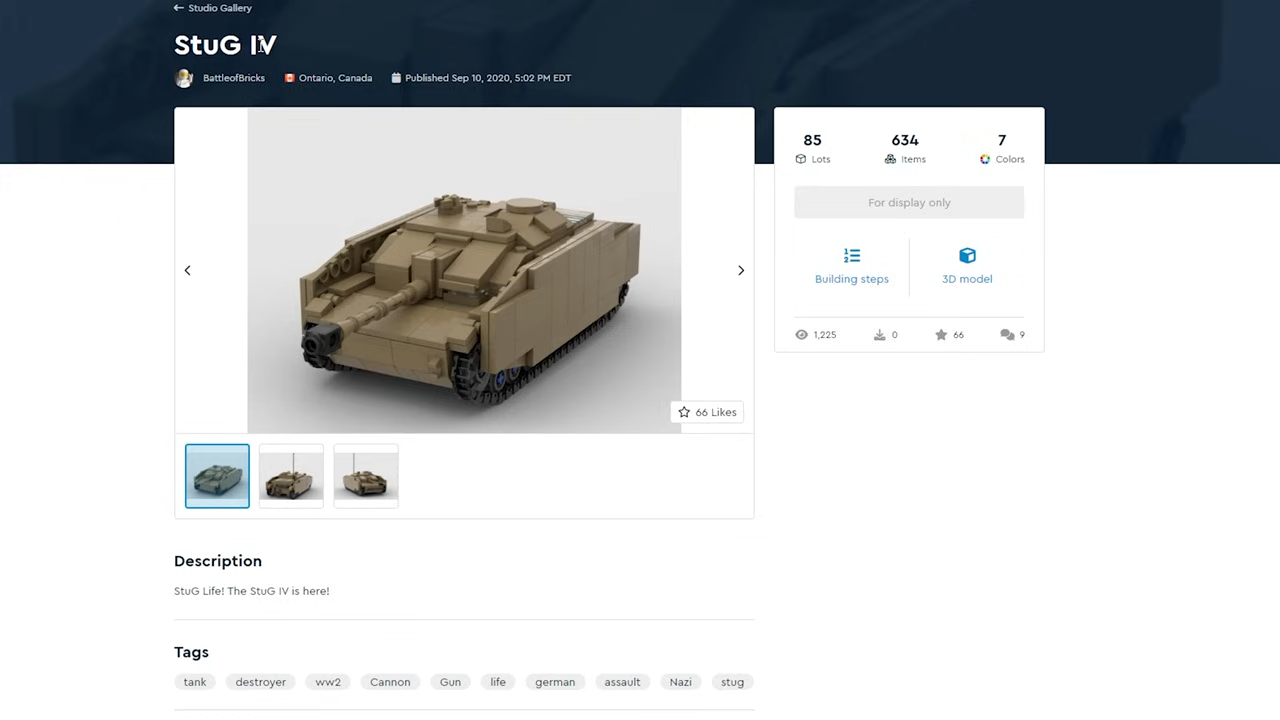 Studio Gallery
StuG IV
BattleofBricks Ontario, Canada Published Sep 10, 2020, 5:02 PM EDT
85 634 7
Lots Items Colors
For display only
Building steps 3D model
1,225 0 66 9
66 Likes
Description
StuG Life! The StuG IV is here!
Tags
tank destroyer ww2 Cannon Gun life german assault Nazi stug